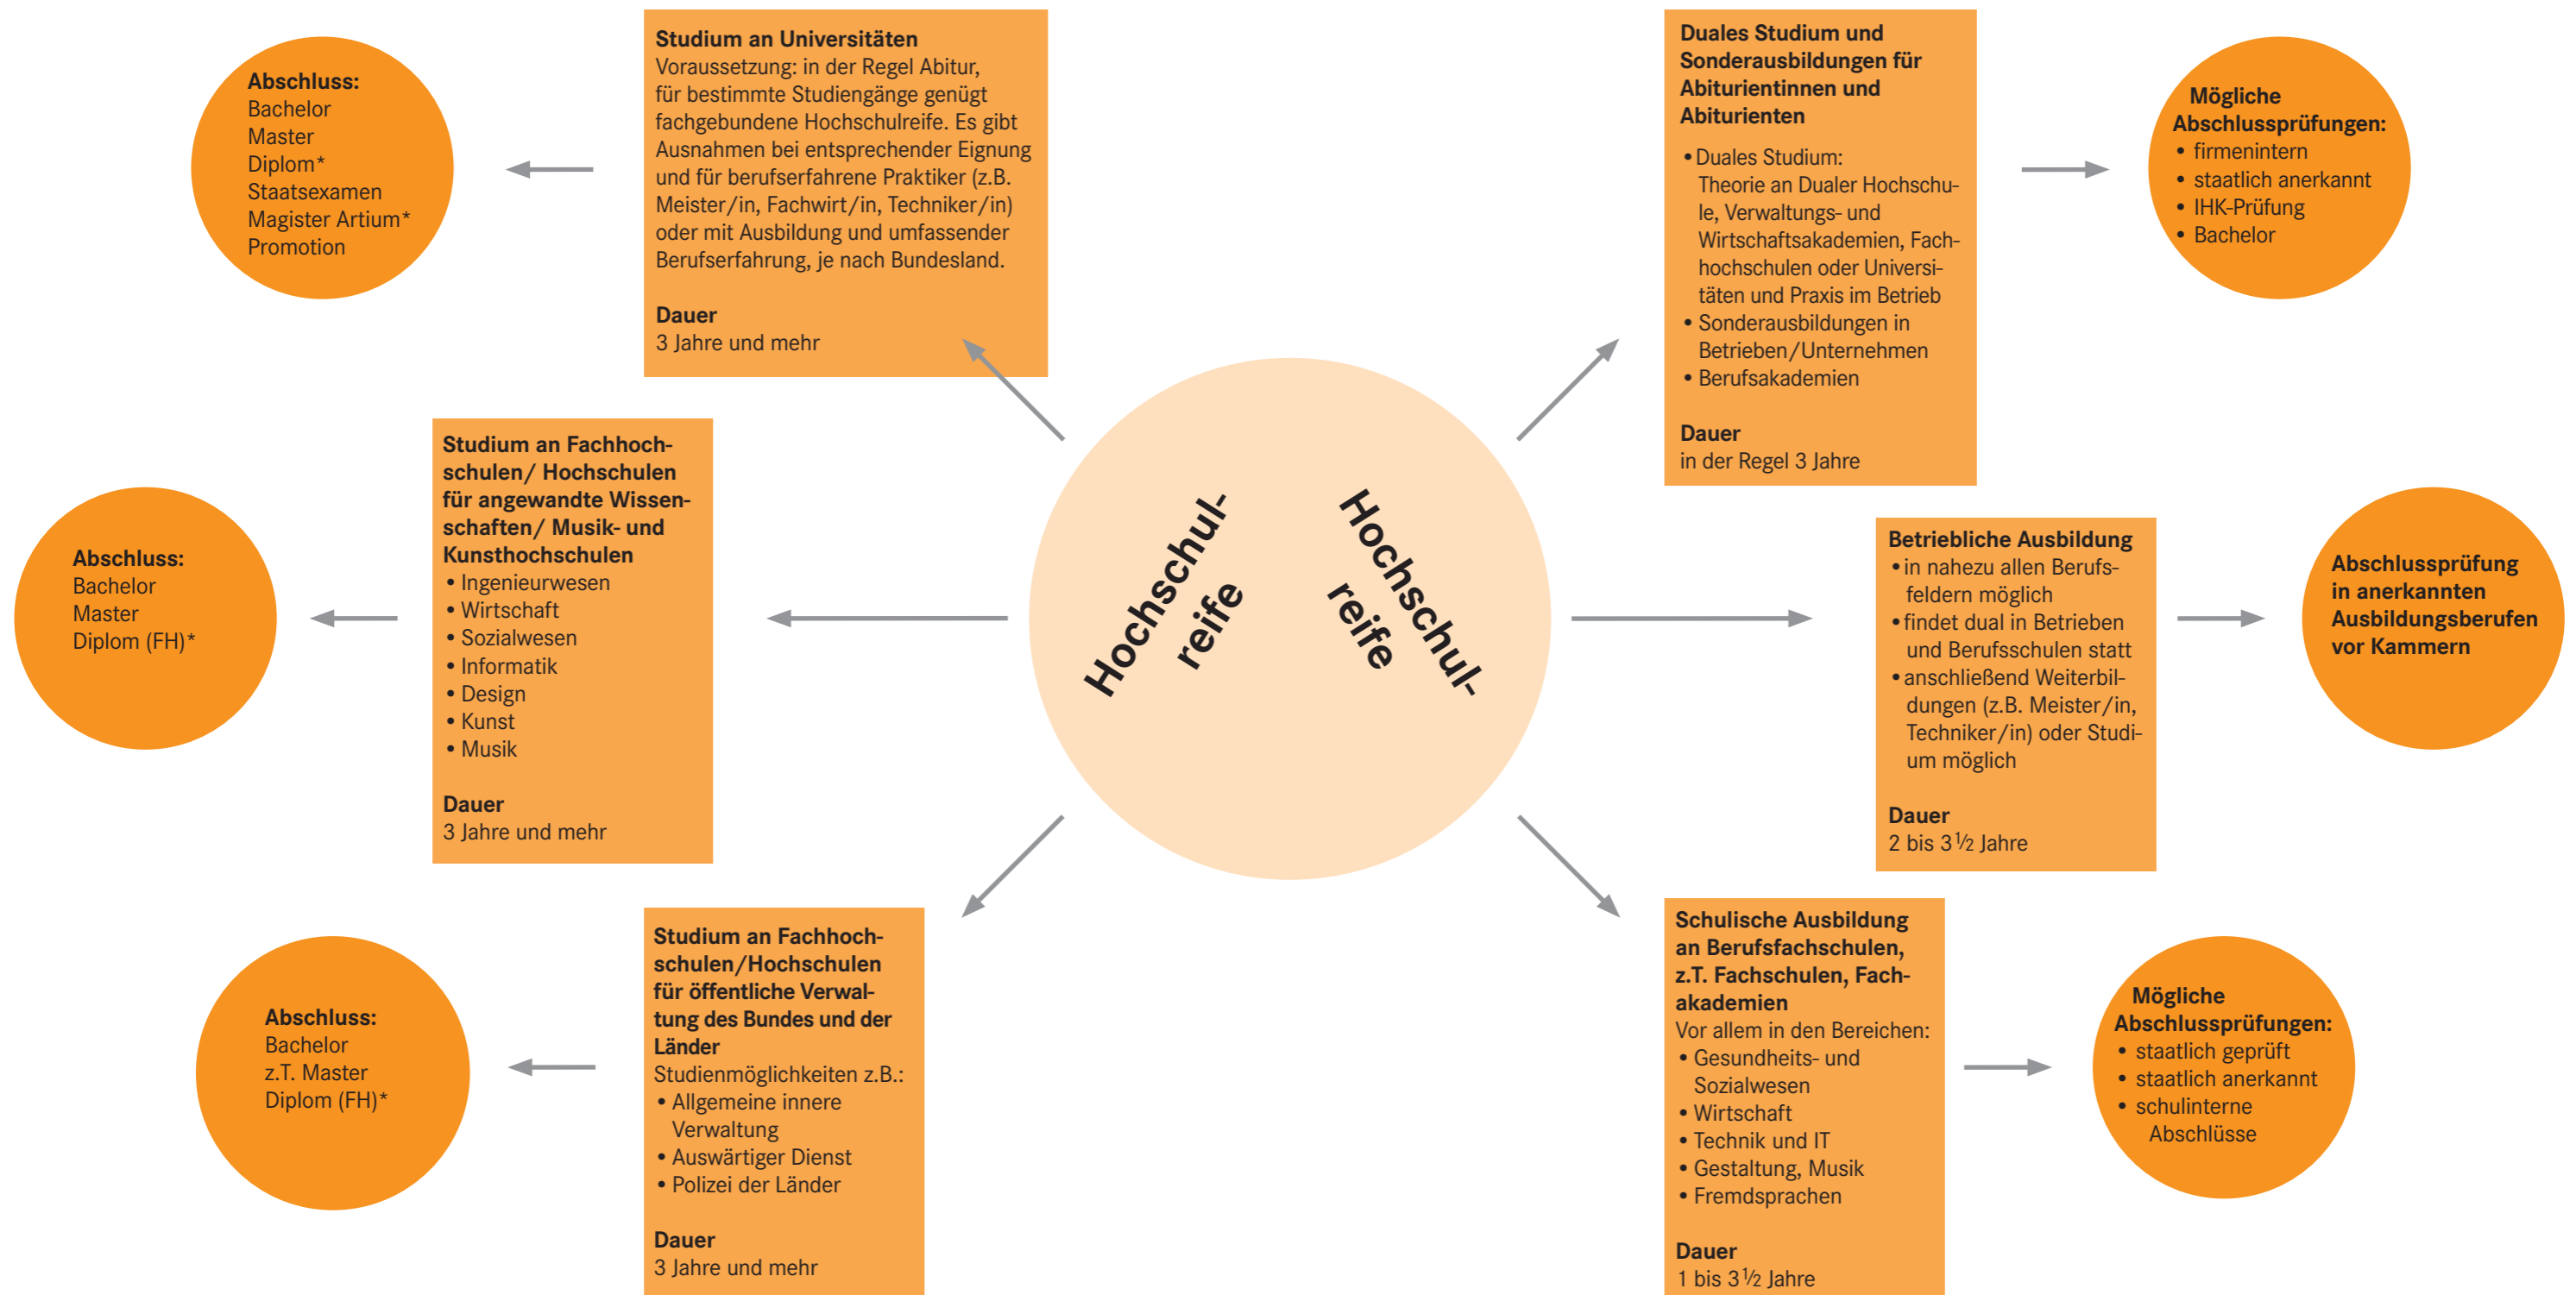 Abschluss:
Bachelor
Master
Diplom*
Staatsexamen
Magister Artium*
Promotion
Studium an Universitäten
Voraussetzung: in der Regel Abitur,
für bestimmte Studiengänge genügt
fachgebundene Hochschulreife. Es gibt
Ausnahmen bei entsprechender Eignung
und für berufserfahrene Praktiker (z.B.
Meister/in, Fachwirt/in, Techniker/in)
oder mit Ausbildung und umfassender
Berufserfahrung, je nach Bundesland.
Dauer
3 Jahre und mehr
Duales Studium und
Sonderausbildungen für
Abiturientinnen und
Abiturienten
• Duales Studium:
Theorie an Dualer Hochschu-
le, Verwaltungs- und
Wirtschaftsakademien, Fach-
hochschulen oder Universi-
täten und Praxis im Betrieb
• Sonderausbildungen in
Betrieben/Unternehmen
• Berufsakademien
Dauer
in der Regel 3 Jahre
Mögliche
Abschlussprüfungen:
• firmenintern
• staatlich anerkannt
• IHK-Prüfung
• Bachelor
Abschluss:
Bachelor
Master
Diplom (FH)*
Studium an Fachhoch-
schulen/ Hochschulen
für angewandte Wissen-
schaften/ Musik- und
Kunsthochschulen
• Ingenieurwesen
• Wirtschaft
• Sozialwesen
• Informatik
• Design
• Kunst
• Musik
Dauer
3 Jahre und mehr
Hochschul-
reife
Hochschul-
reife
Betriebliche Ausbildung
• in nahezu allen Berufs-
feldern möglich
• findet dual in Betrieben
und Berufsschulen statt
• anschließend Weiterbil-
dungen (z.B. Meister/in,
Techniker/in) oder Studi-
um möglich
Dauer
2 bis 3 1/2 Jahre
Abschlussprüfung
in anerkannten
Ausbildungsberufen
vor Kammern
Abschluss:
Bachelor
z.T. Master
Diplom (FH)*
Studium an Fachhoch-
schulen/Hochschulen
für öffentliche Verwal-
tung des Bundes und der
Länder
Studienmöglichkeiten z.B.:
• Allgemeine innere
Verwaltung
• Auswärtiger Dienst
• Polizei der Länder
Dauer
3 Jahre und mehr
Schulische Ausbildung
an Berufsfachschulen,
z.T. Fachschulen, Fach-
akademien
Vor allem in den Bereichen:
• Gesundheits- und
Sozialwesen
• Wirtschaft
• Technik und IT
• Gestaltung, Musik
• Fremdsprachen
Dauer
1 bis 3 1/2 Jahre
Mögliche
Abschlussprüfungen:
• staatlich geprüft
• staatlich anerkannt
• schulinterne
Abschlüsse